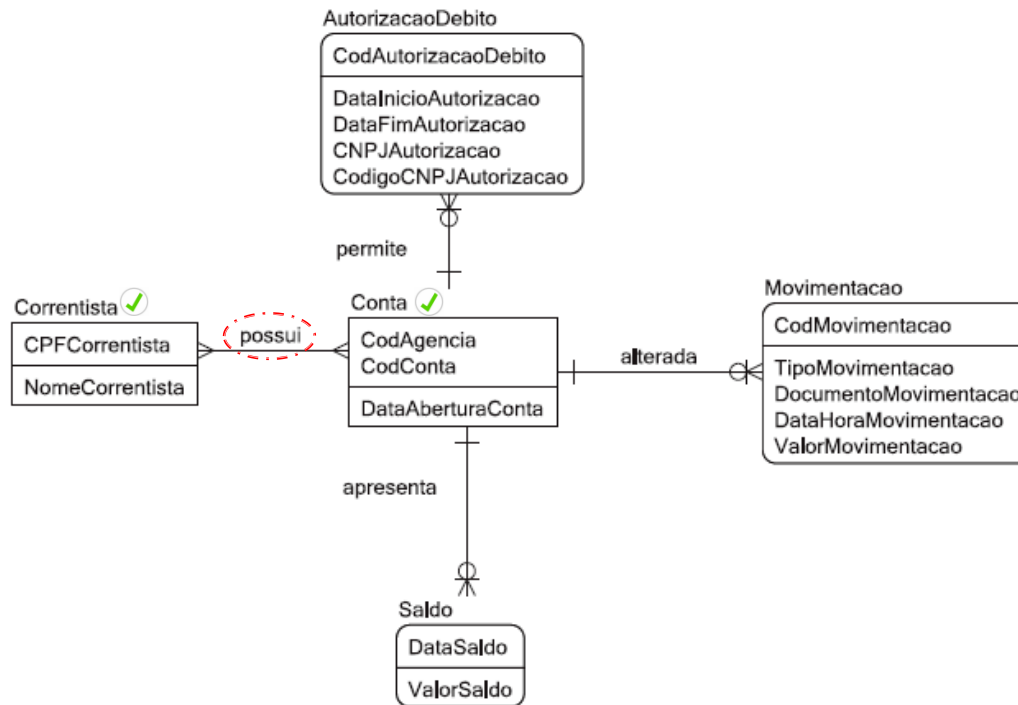 AutorizacaoDebito
CodAutorizacaoDebito
DataInicioAutorizacao
DataFimAutorizacao
CNPJAutorizacao
CodigoCNPJAutorizacao
permite
Correntista
CPFCorrentista
NomeCorrentista
possui
Conta
CodAgencia
CodConta
DataAberturaConta
alterada
Movimentacao
CodMovimentacao
TipoMovimentacao
DocumentoMovimentacao
DataHoraMovimentacao
ValorMovimentacao
apresenta
Saldo
DataSaldo
ValorSaldo